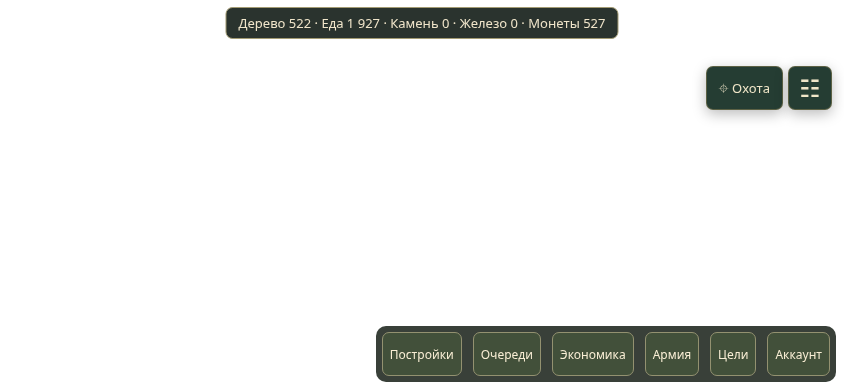 Дерево 522 · Еда 1 927 · Камень 0 · Железо 0 · Монеты 527
Охота
Постройки Очереди Экономика Армия Цели Аккаунт